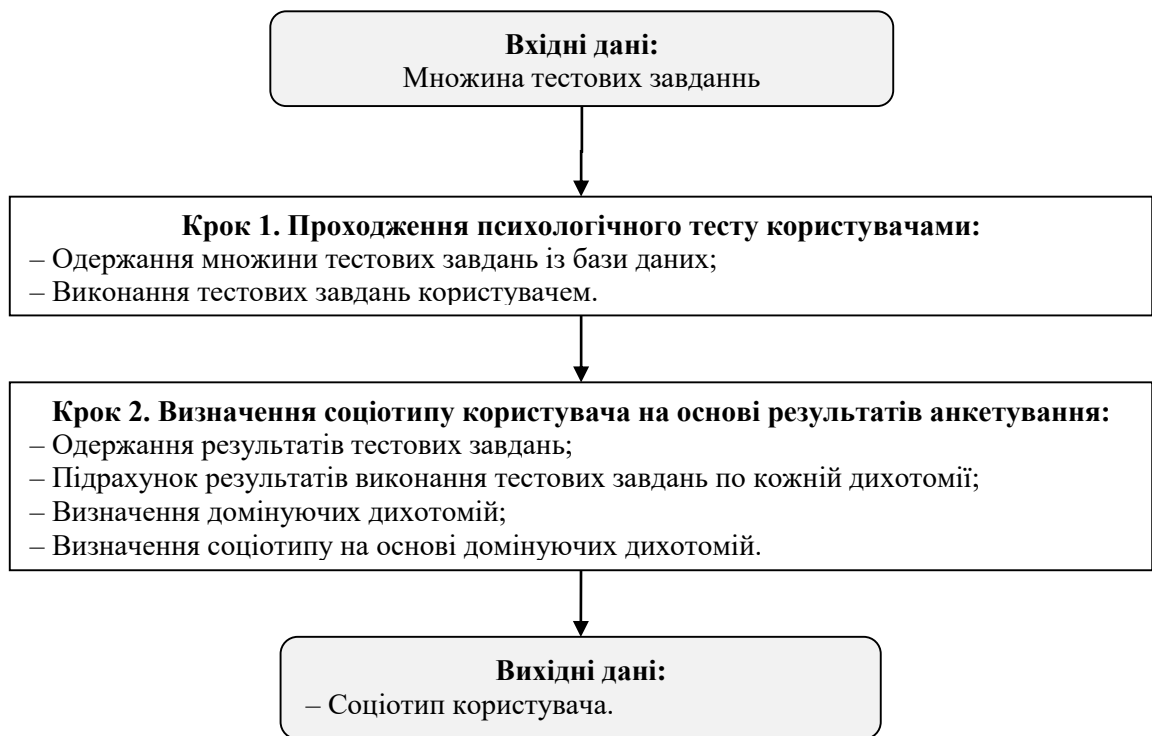 Вхідні дані:
Множина тестових завданнь
Крок 1. Проходження психологічного тесту користувачами:
– Одержання множини тестових завдань із бази даних;
– Виконання тестових завдань користувачем.
Крок 2. Визначення соціотипу користувача на основі результатів анкетування:
– Одержання результатів тестових завдань;
– Підрахунок результатів виконання тестових завдань по кожній дихотомії;
– Визначення домінуючих дихотомій;
– Визначення соціотипу на основі домінуючих дихотомій.
Вихідні дані:
– Соціотип користувача.